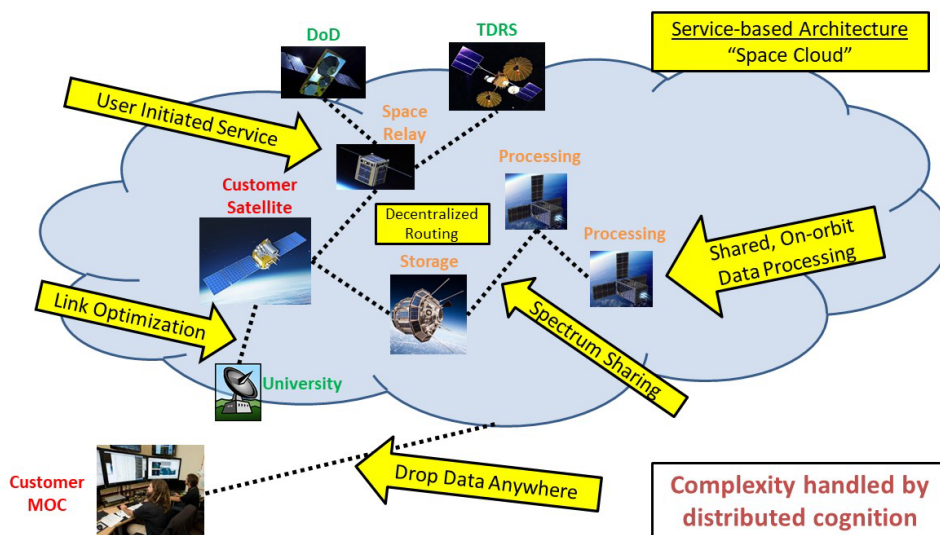 DoD
TDRS
Service-based Architecture
“Space Cloud”
User Initiated Service
Space
Relay
Processing
Customer
Satellite
Decentralized
Routing
Processing
Shared, On-orbit
Data Processing
Storage
Link Optimization
Spectrum Sharing
University
Customer
MOC
Drop Data Anywhere
Complexity handled by
distributed cognition